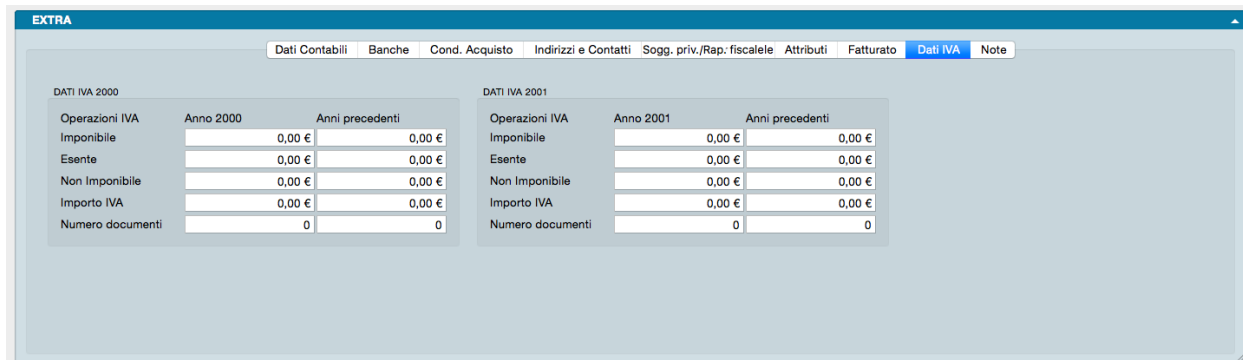 EXTRA
Dati Contabili Banche Cond. Acquisto Indirizzi e Contatti Sogg. priv./Rap. fiscalele Attributi Fatturato Dati IVA Note
DATI IVA 2000 DATI IVA 2001
Operazioni IVA Anno 2000 Anni precedenti Operazioni IVA Anno 2001 Anni precedenti
Imponibile 0,00 € 0,00 € Imponibile 0,00 € 0,00 €
Esente 0,00 € 0,00 € Esente 0,00 € 0,00 €
Non Imponibile 0,00 € 0,00 € Non Imponibile 0,00 € 0,00 €
Importo IVA 0,00 € 0,00 € Importo IVA 0,00 € 0,00 €
Numero documenti 0 0 Numero documenti 0 0